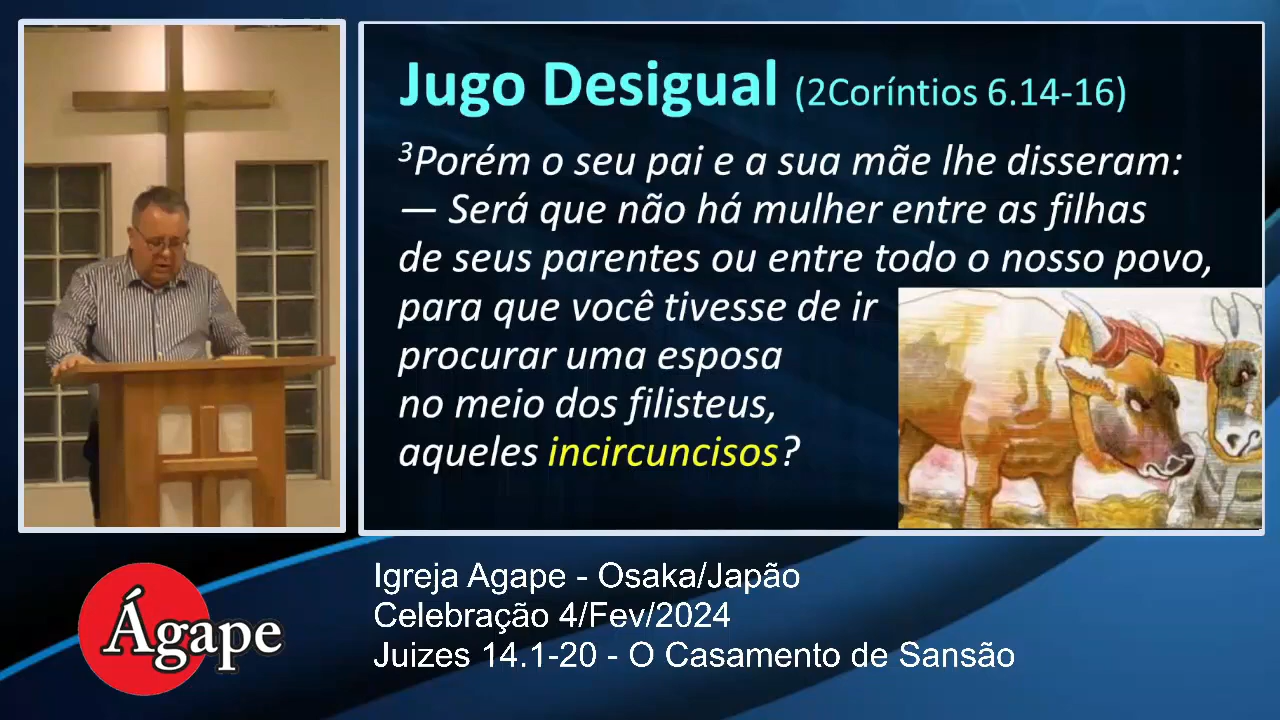 Jugo Desigual (2Coríntios 6.14-16)
³Porém o seu pai e a sua mãe lhe disseram:
— Será que não há mulher entre as filhas
de seus parentes ou entre todo o nosso povo,
para que você tivesse de ir
procurar uma esposa
no meio dos filisteus,
aqueles incircuncisos?
Ágape
Igreja Agape - Osaka/Japão
Celebração 4/Fev/2024
Juizes 14.1-20 - O Casamento de Sansão